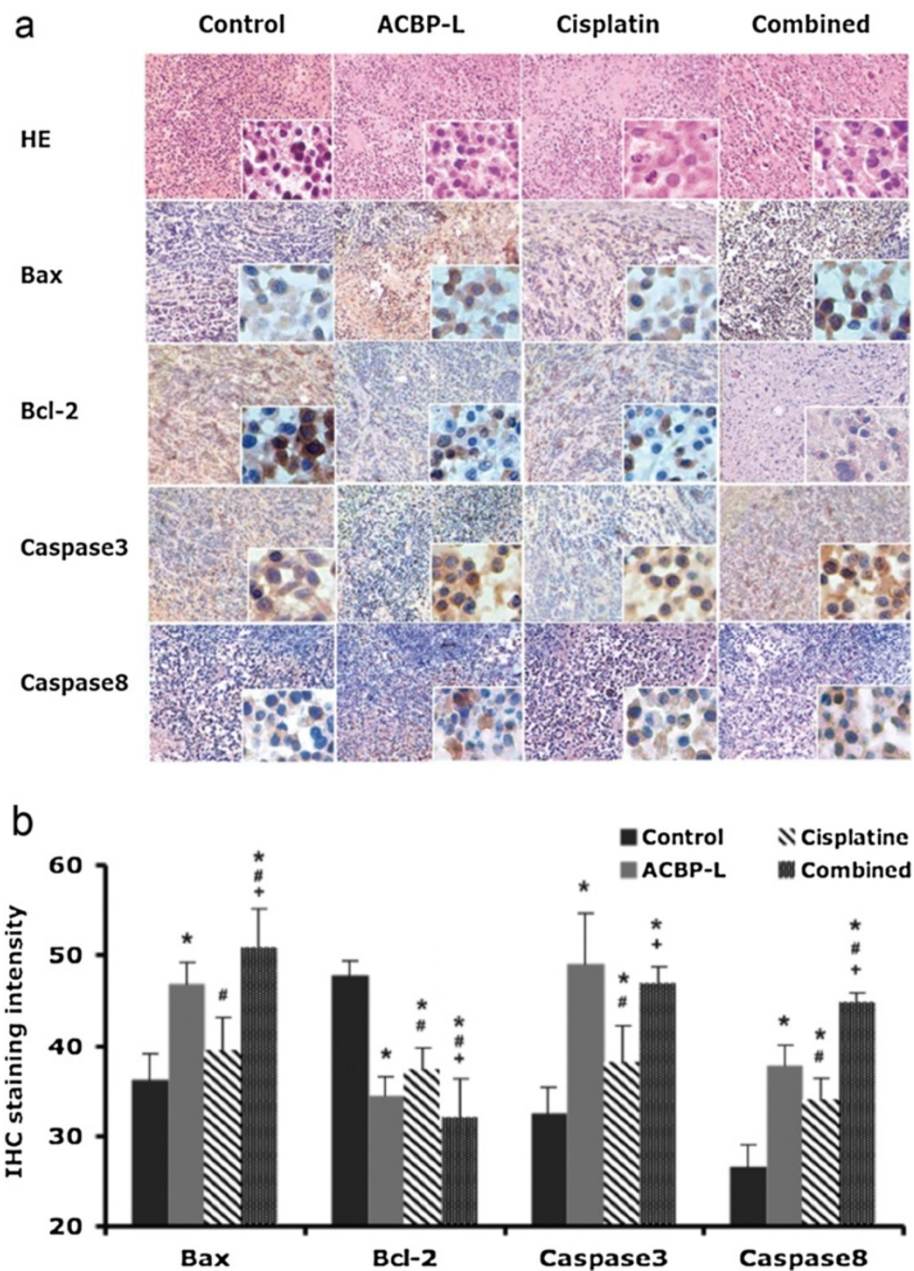 a
Control ACBP-L Cisplatin Combined
HE
Bax
Bcl-2
Caspase3
Caspase8
b
Control Cisplatine
ACBP-L Combined
IHC staining intensity
60
50
40
30
20
* # +
*
#
*
* #
* # +
*
* #
* +
*
* #
* # +
Bax Bcl-2 Caspase3 Caspase8